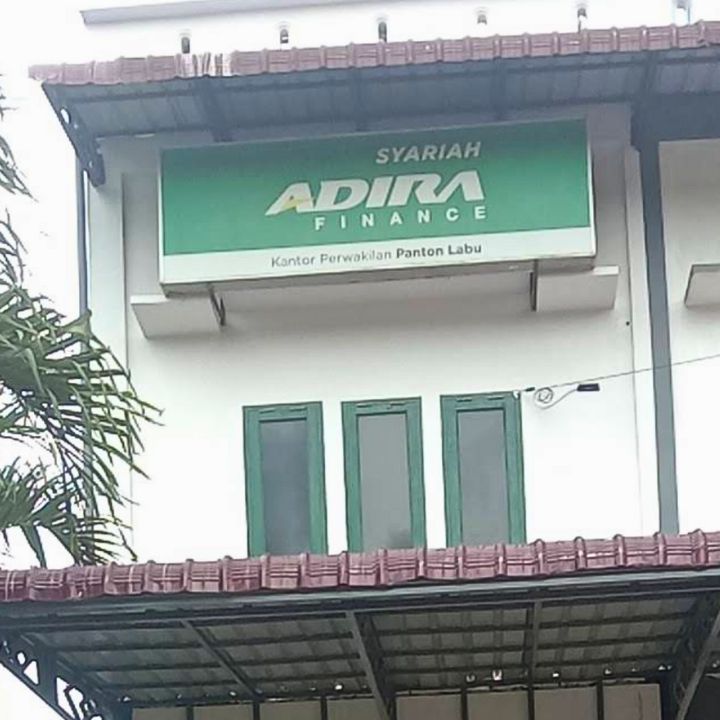 SYARIAH
ADIRA
FINANCE
Kantor Perwakilan Panton Labu